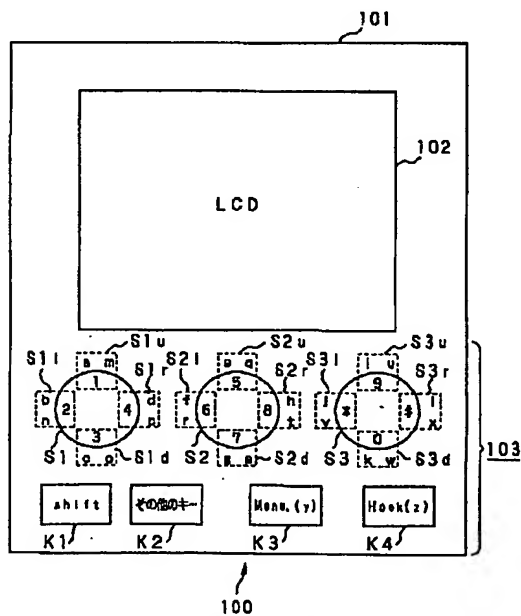 101
102
LCD
S1u S2u S3u
S1l S1r S2l S2r S3l S3r
a m u
1 5 9
b d f h j l
2 4 6 8 *
n p r t v x
3 7 0
o k w
S1 S1d S2 S2d S3 S3d
103
shift その他のキー Menu.(y) Hook(z)
K1 K2 K3 K4
100